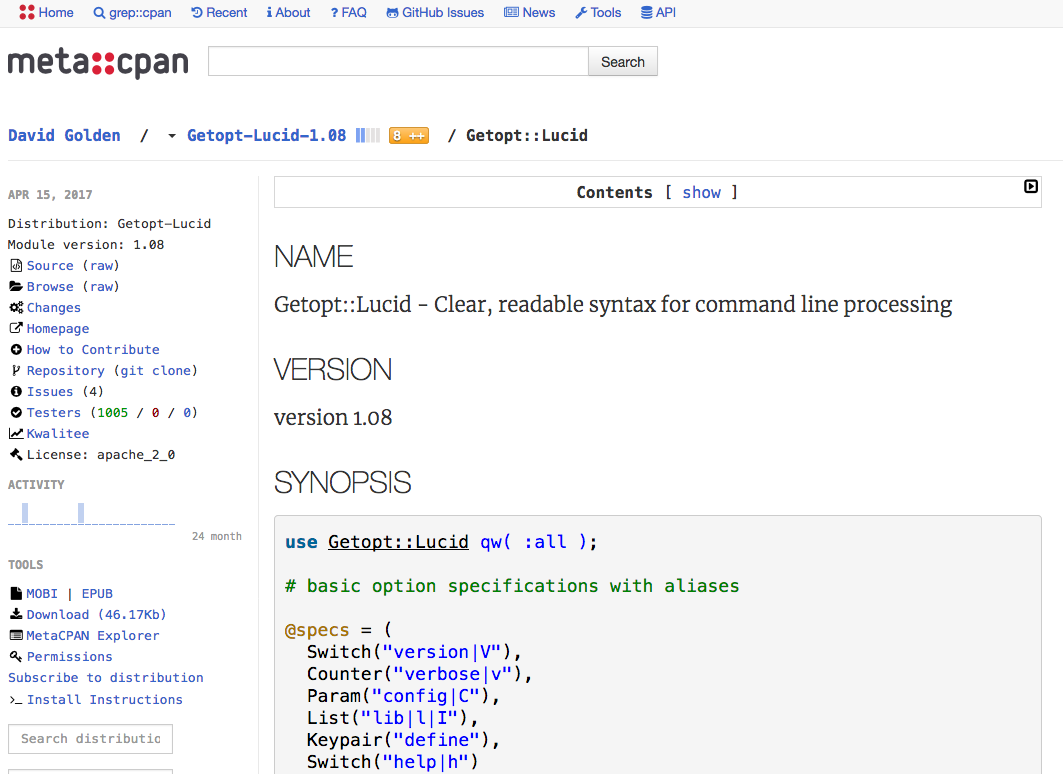 Home grep::cpan Recent About FAQ GitHub Issues News Tools API
meta::cpan
Search
David Golden / Getopt-Lucid-1.08 8 ++ / Getopt::Lucid
APR 15, 2017
Distribution: Getopt-Lucid
Module version: 1.08
Source (raw)
Browse (raw)
Changes
Homepage
How to Contribute
Repository (git clone)
Issues (4)
Testers (1005 / 0 / 0)
Kwalitee
License: apache_2_0
ACTIVITY
24 month
TOOLS
MOBI | EPUB
Download (46.17Kb)
MetaCPAN Explorer
Permissions
Subscribe to distribution
Install Instructions
Search distributic
Contents [ show ]
NAME
Getopt::Lucid - Clear, readable syntax for command line processing
VERSION
version 1.08
SYNOPSIS
use Getopt::Lucid qw( :all );
# basic option specifications with aliases
@specs = (
Switch("version|V"),
Counter("verbose|v"),
Param("config|C"),
List("lib|l|I"),
Keypair("define"),
Switch("help|h")